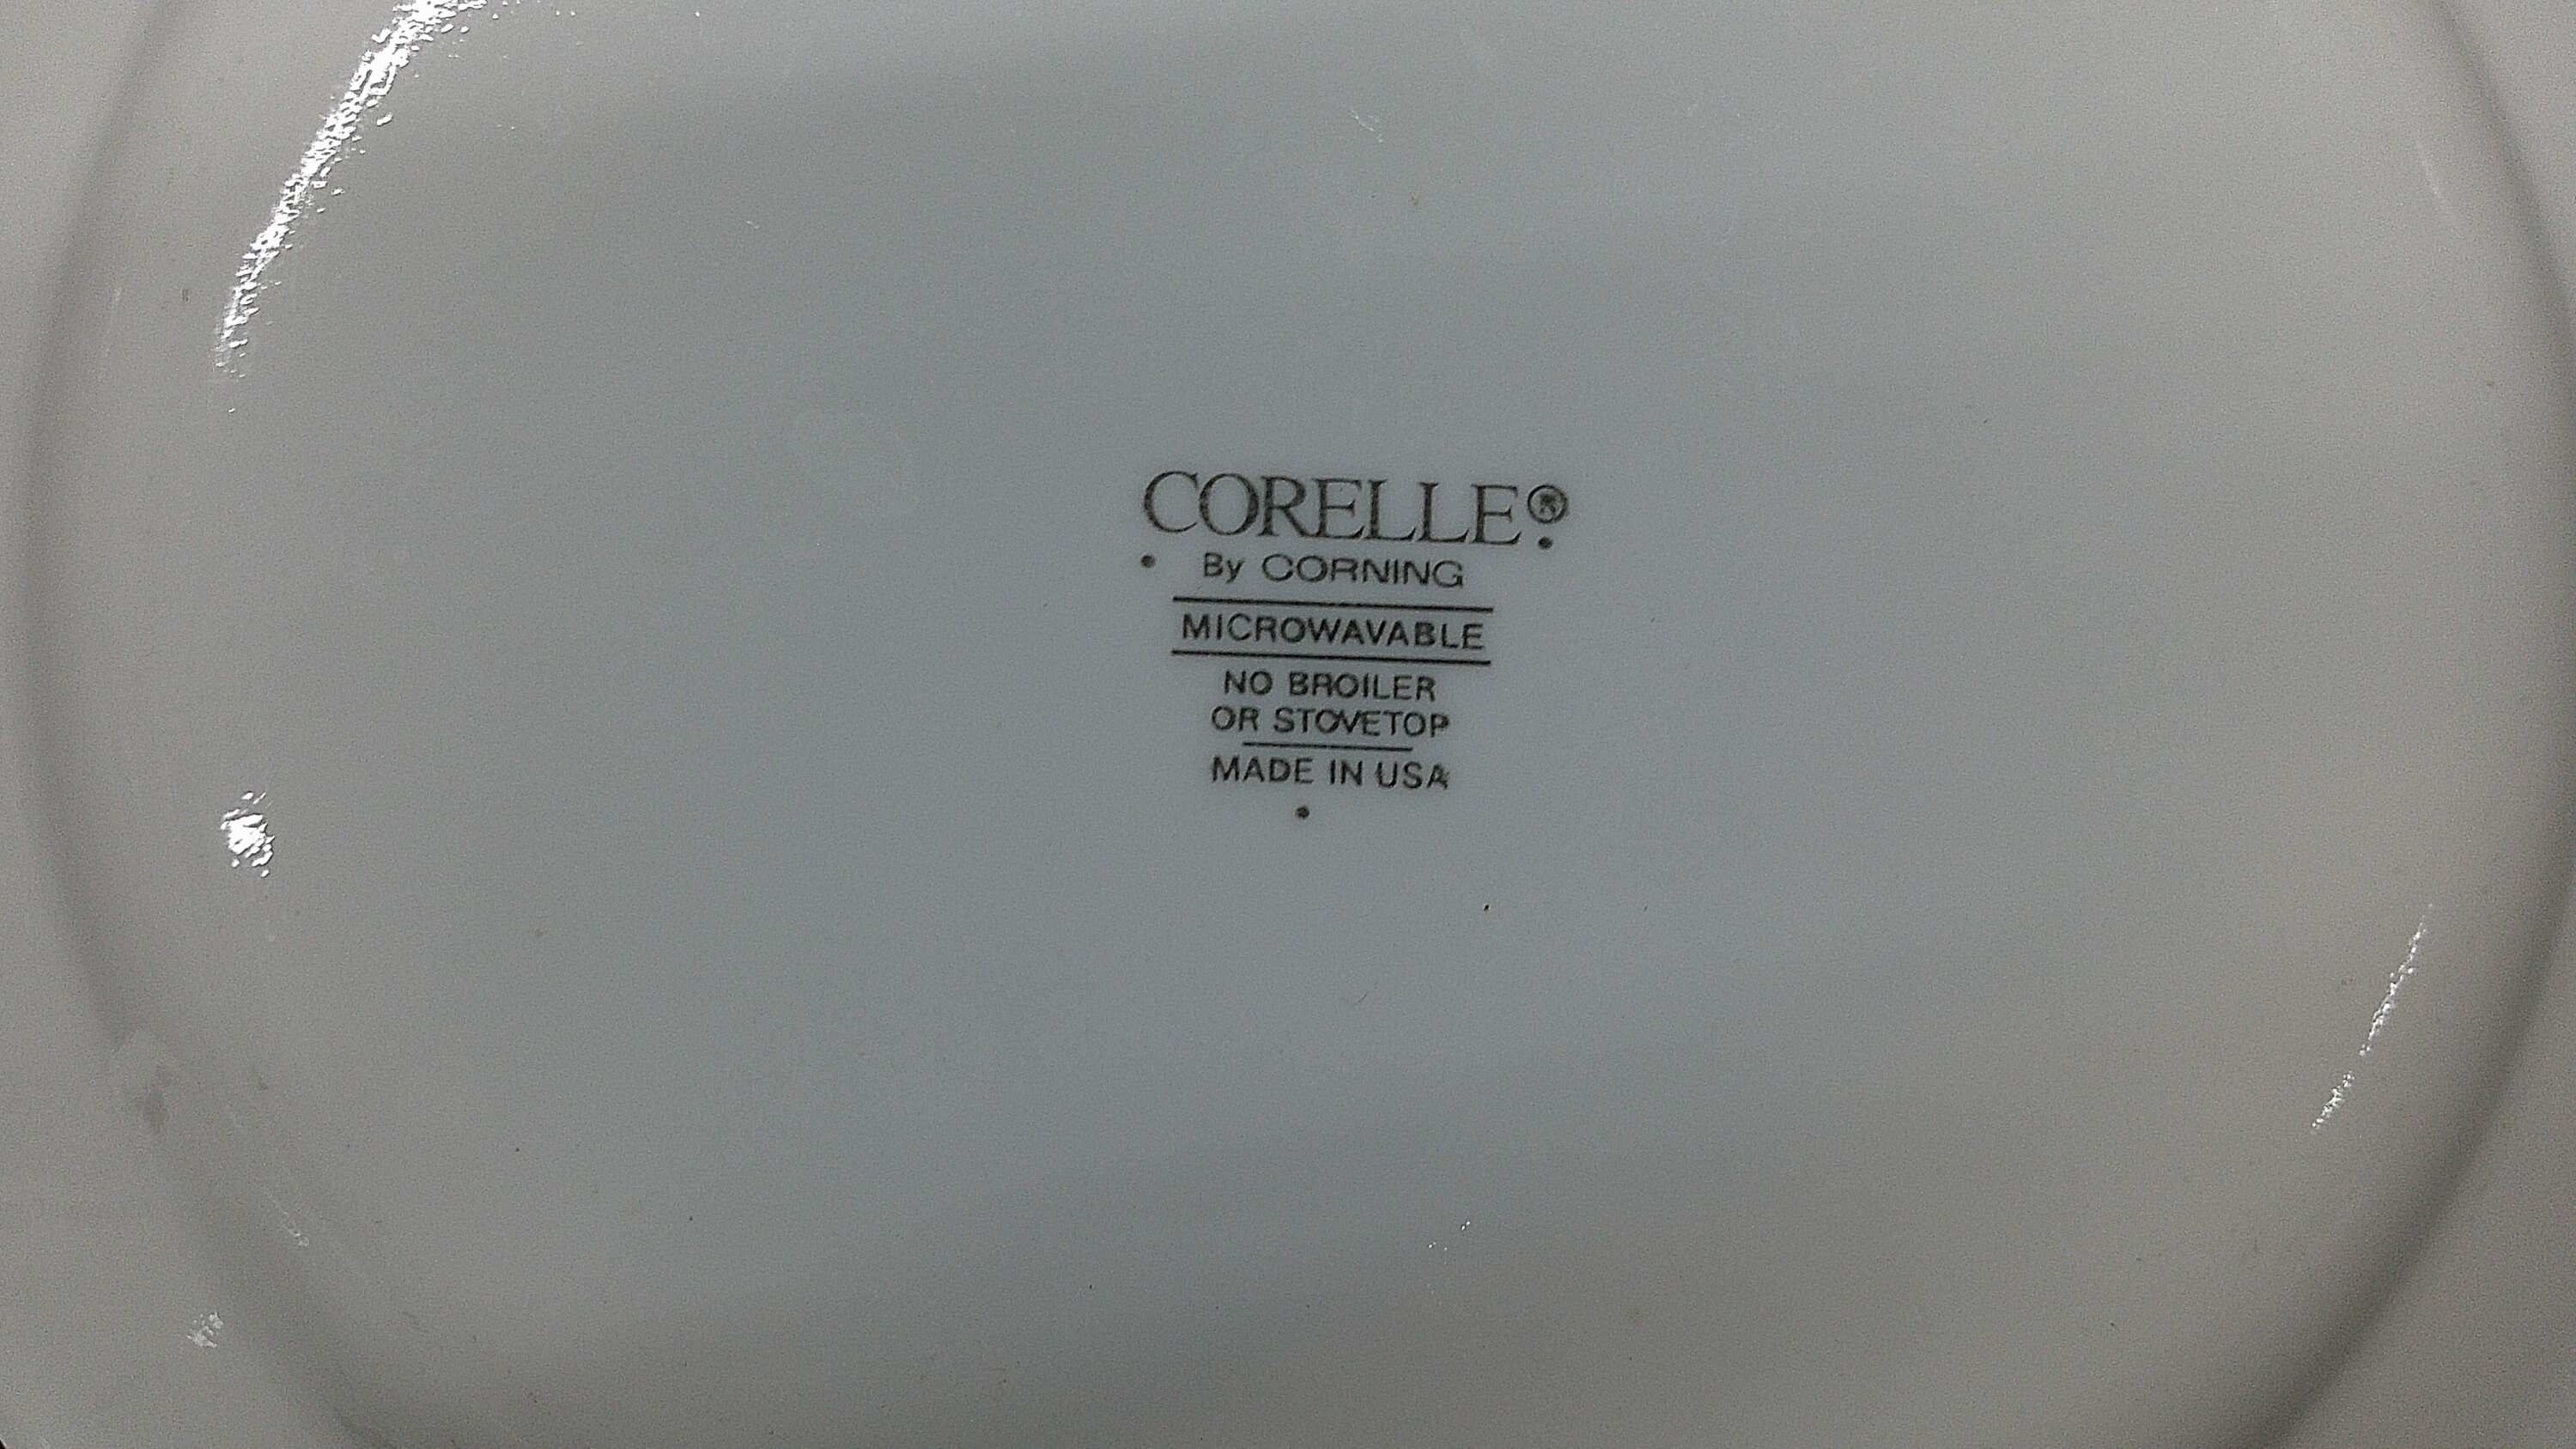 CORELLE®
By CORNING
MICROWAVABLE
NO BROILER
OR STOVETOP
MADE IN USA